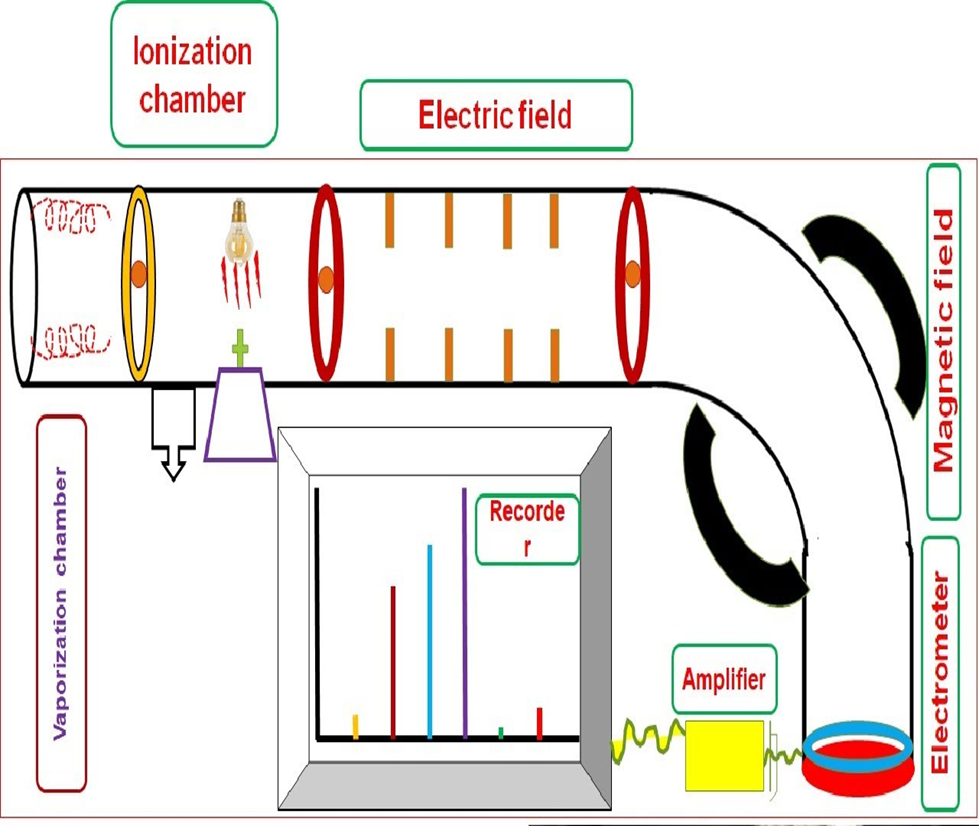 Ionization
chamber
Electric field
Magnetic field
Vaporization chamber
Recorde
r
Amplifier
Electrometer